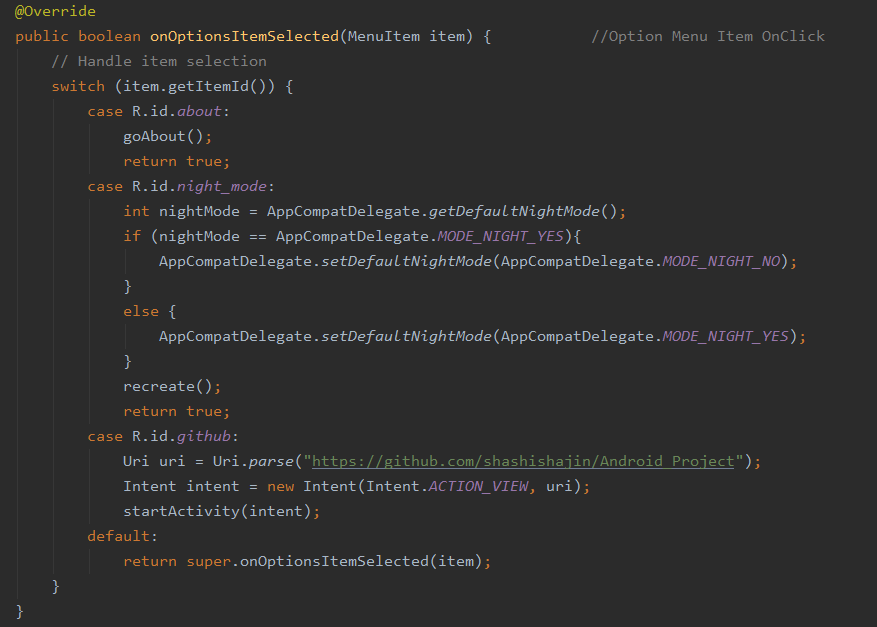 @Override
public boolean onOptionsItemSelected(MenuItem item) {           //Option Menu Item OnClick
    // Handle item selection
    switch (item.getItemId()) {
        case R.id.about:
            goAbout();
            return true;
        case R.id.night_mode:
            int nightMode = AppCompatDelegate.getDefaultNightMode();
            if (nightMode == AppCompatDelegate.MODE_NIGHT_YES){
                AppCompatDelegate.setDefaultNightMode(AppCompatDelegate.MODE_NIGHT_NO);
            }
            else {
                AppCompatDelegate.setDefaultNightMode(AppCompatDelegate.MODE_NIGHT_YES);
            }
            recreate();
            return true;
        case R.id.github:
            Uri uri = Uri.parse("https://github.com/shashishajin/Android_Project");
            Intent intent = new Intent(Intent.ACTION_VIEW, uri);
            startActivity(intent);
        default:
            return super.onOptionsItemSelected(item);
    }
}